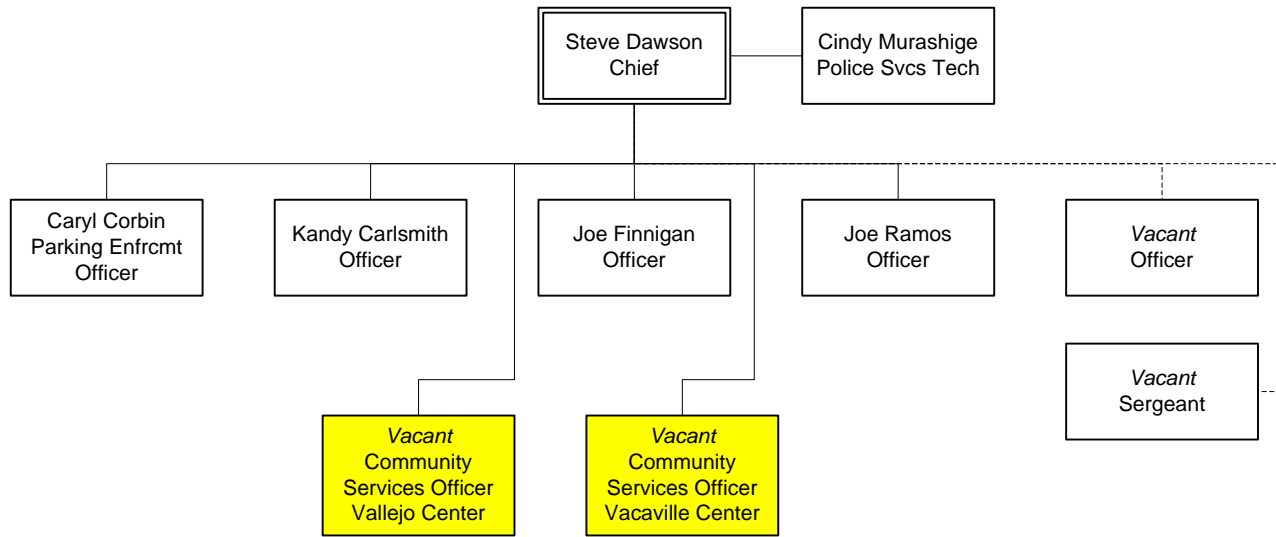 Steve Dawson
Chief
Cindy Murashige
Police Svcs Tech
Caryl Corbin
Parking Enfrcmt
Officer
Kandy Carlsmith
Officer
Joe Finnigan
Officer
Joe Ramos
Officer
Vacant
Officer
Vacant
Sergeant
Vacant
Community
Services Officer
Vallejo Center
Vacant
Community
Services Officer
Vacaville Center